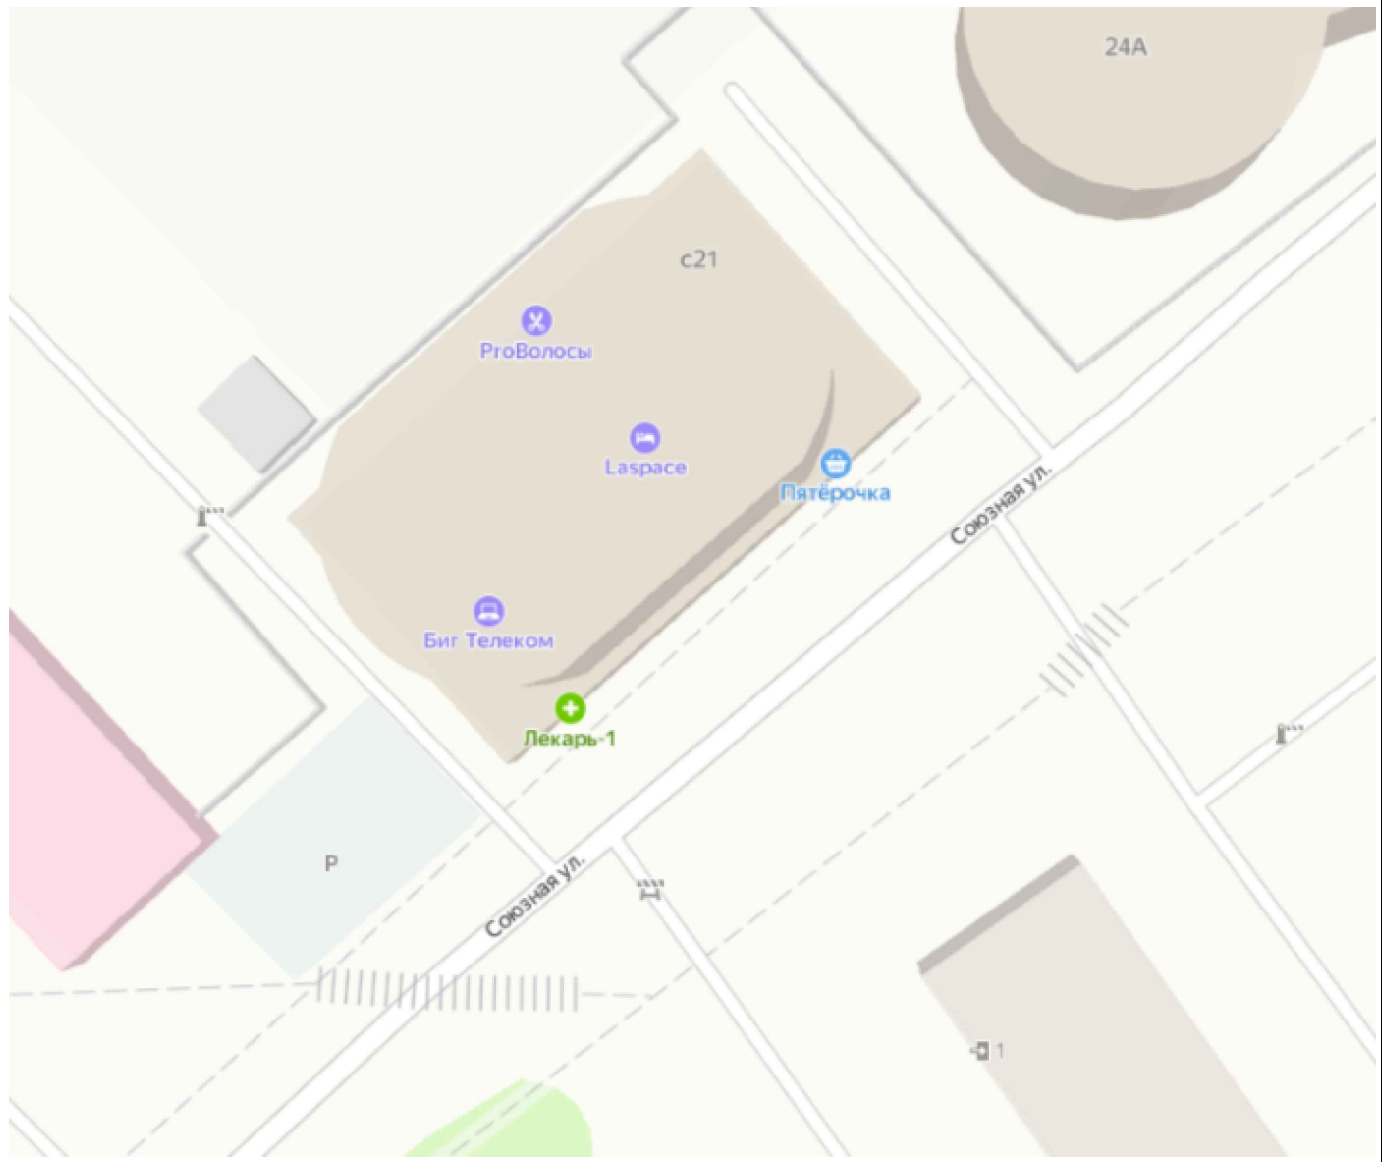 24А
с21
ProВолосы
Laspace
Пятёрочка
Союзная ул.
Биг Телеком
Лекарь-1
P
Союзная ул.
1